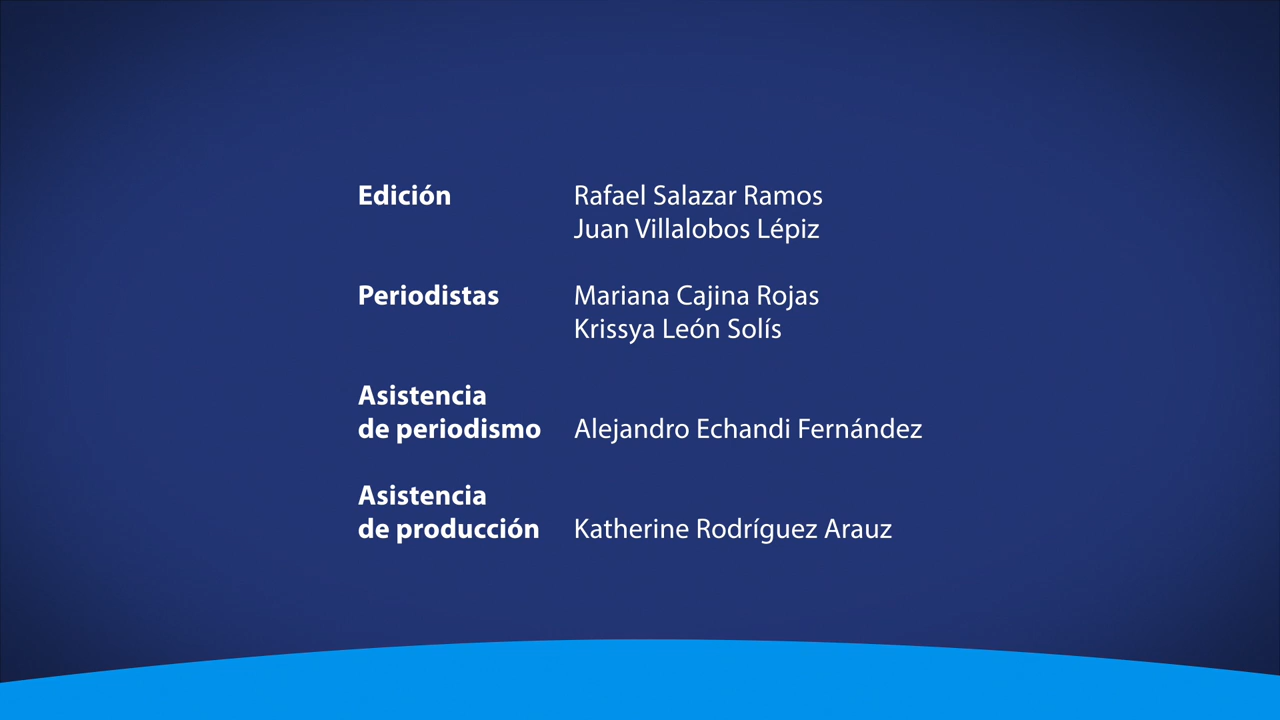 Edición Rafael Salazar Ramos
Juan Villalobos Lépiz
Periodistas Mariana Cajina Rojas
Krissya León Solís
Asistencia
de periodismo Alejandro Echandi Fernández
Asistencia
de producción Katherine Rodríguez Arauz